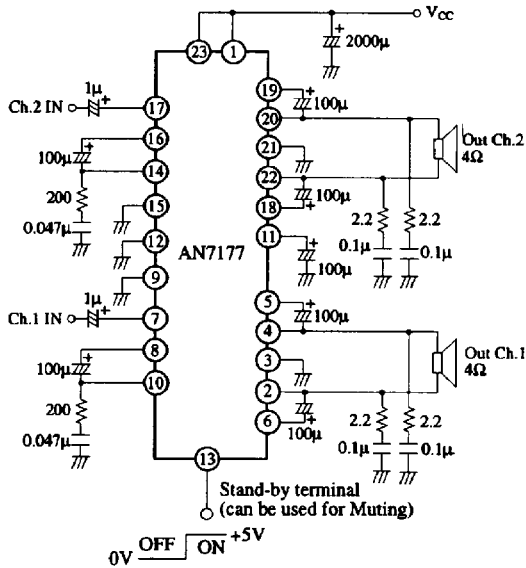 V_CC
2000µ
23
1
1µ
Ch.2 IN
17
19
100µ
20
16
100µ
14
21
22
Out Ch.2
4Ω
200
0.047µ
15
18
100µ
2.2
2.2
12
AN7177
11
0.1µ
0.1µ
9
100µ
1µ
Ch.1 IN
7
5
100µ
4
8
100µ
10
3
2
Out Ch.1
4Ω
200
0.047µ
6
100µ
2.2
2.2
0.1µ
0.1µ
13
Stand-by terminal
(can be used for Muting)
0V OFF ON +5V